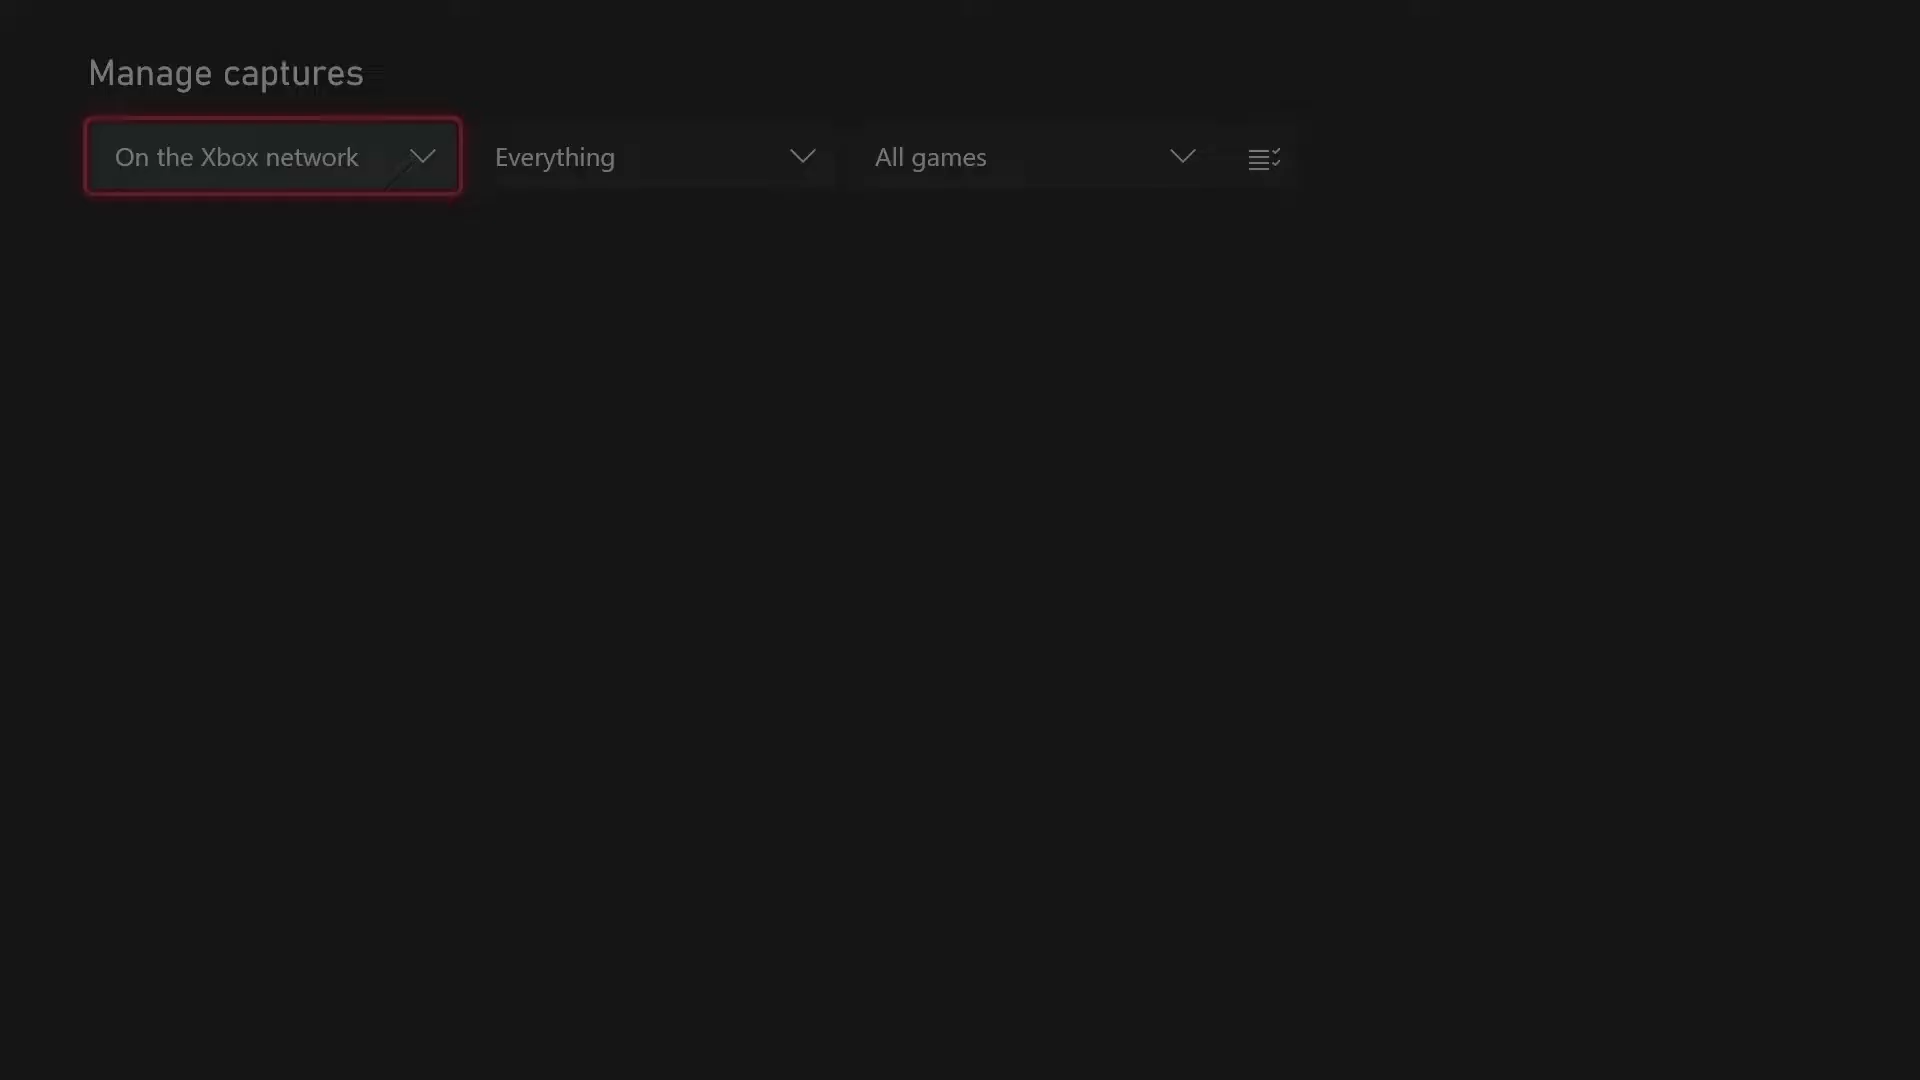 Manage captures
On the Xbox network
Everything
All games